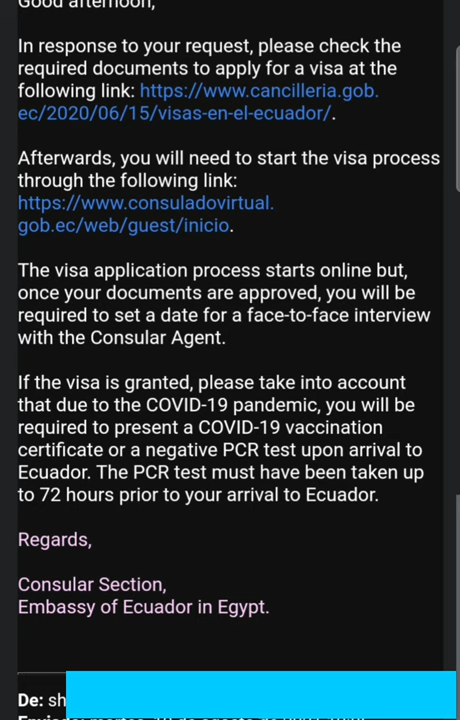 Good afternoon,
In response to your request, please check the
required documents to apply for a visa at the
following link: https://www.cancilleria.gob.
ec/2020/06/15/visas-en-el-ecuador/.
Afterwards, you will need to start the visa process
through the following link:
https://www.consuladovirtual.
gob.ec/web/guest/inicio.
The visa application process starts online but,
once your documents are approved, you will be
required to set a date for a face-to-face interview
with the Consular Agent.
If the visa is granted, please take into account
that due to the COVID-19 pandemic, you will be
required to present a COVID-19 vaccination
certificate or a negative PCR test upon arrival to
Ecuador. The PCR test must have been taken up
to 72 hours prior to your arrival to Ecuador.
Regards,
Consular Section,
Embassy of Ecuador in Egypt.
De: sh